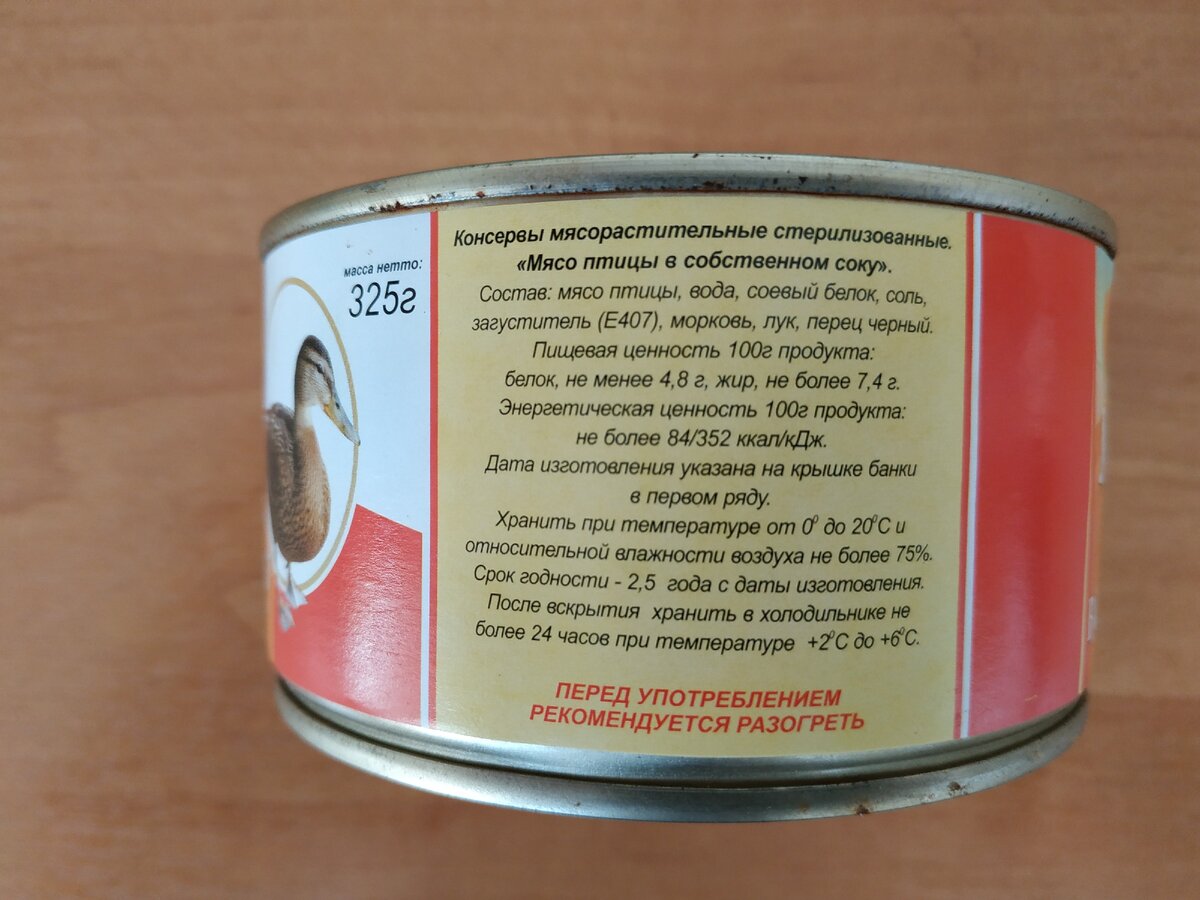 масса нетто:
325г
Консервы мясорастительные стерилизованные.
«Мясо птицы в собственном соку».
Состав: мясо птицы, вода, соевый белок, соль,
загуститель (Е407), морковь, лук, перец черный.
Пищевая ценность 100г продукта:
белок, не менее 4,8 г, жир, не более 7,4 г.
Энергетическая ценность 100г продукта:
не более 84/352 ккал/кДж.
Дата изготовления указана на крышке банки
в первом ряду.
Хранить при температуре от 0⁰ до 20⁰С и
относительной влажности воздуха не более 75%.
Срок годности - 2,5 года с даты изготовления.
После вскрытия хранить в холодильнике не
более 24 часов при температуре +2⁰С до +6⁰С.
ПЕРЕД УПОТРЕБЛЕНИЕМ
РЕКОМЕНДУЕТСЯ РАЗОГРЕТЬ